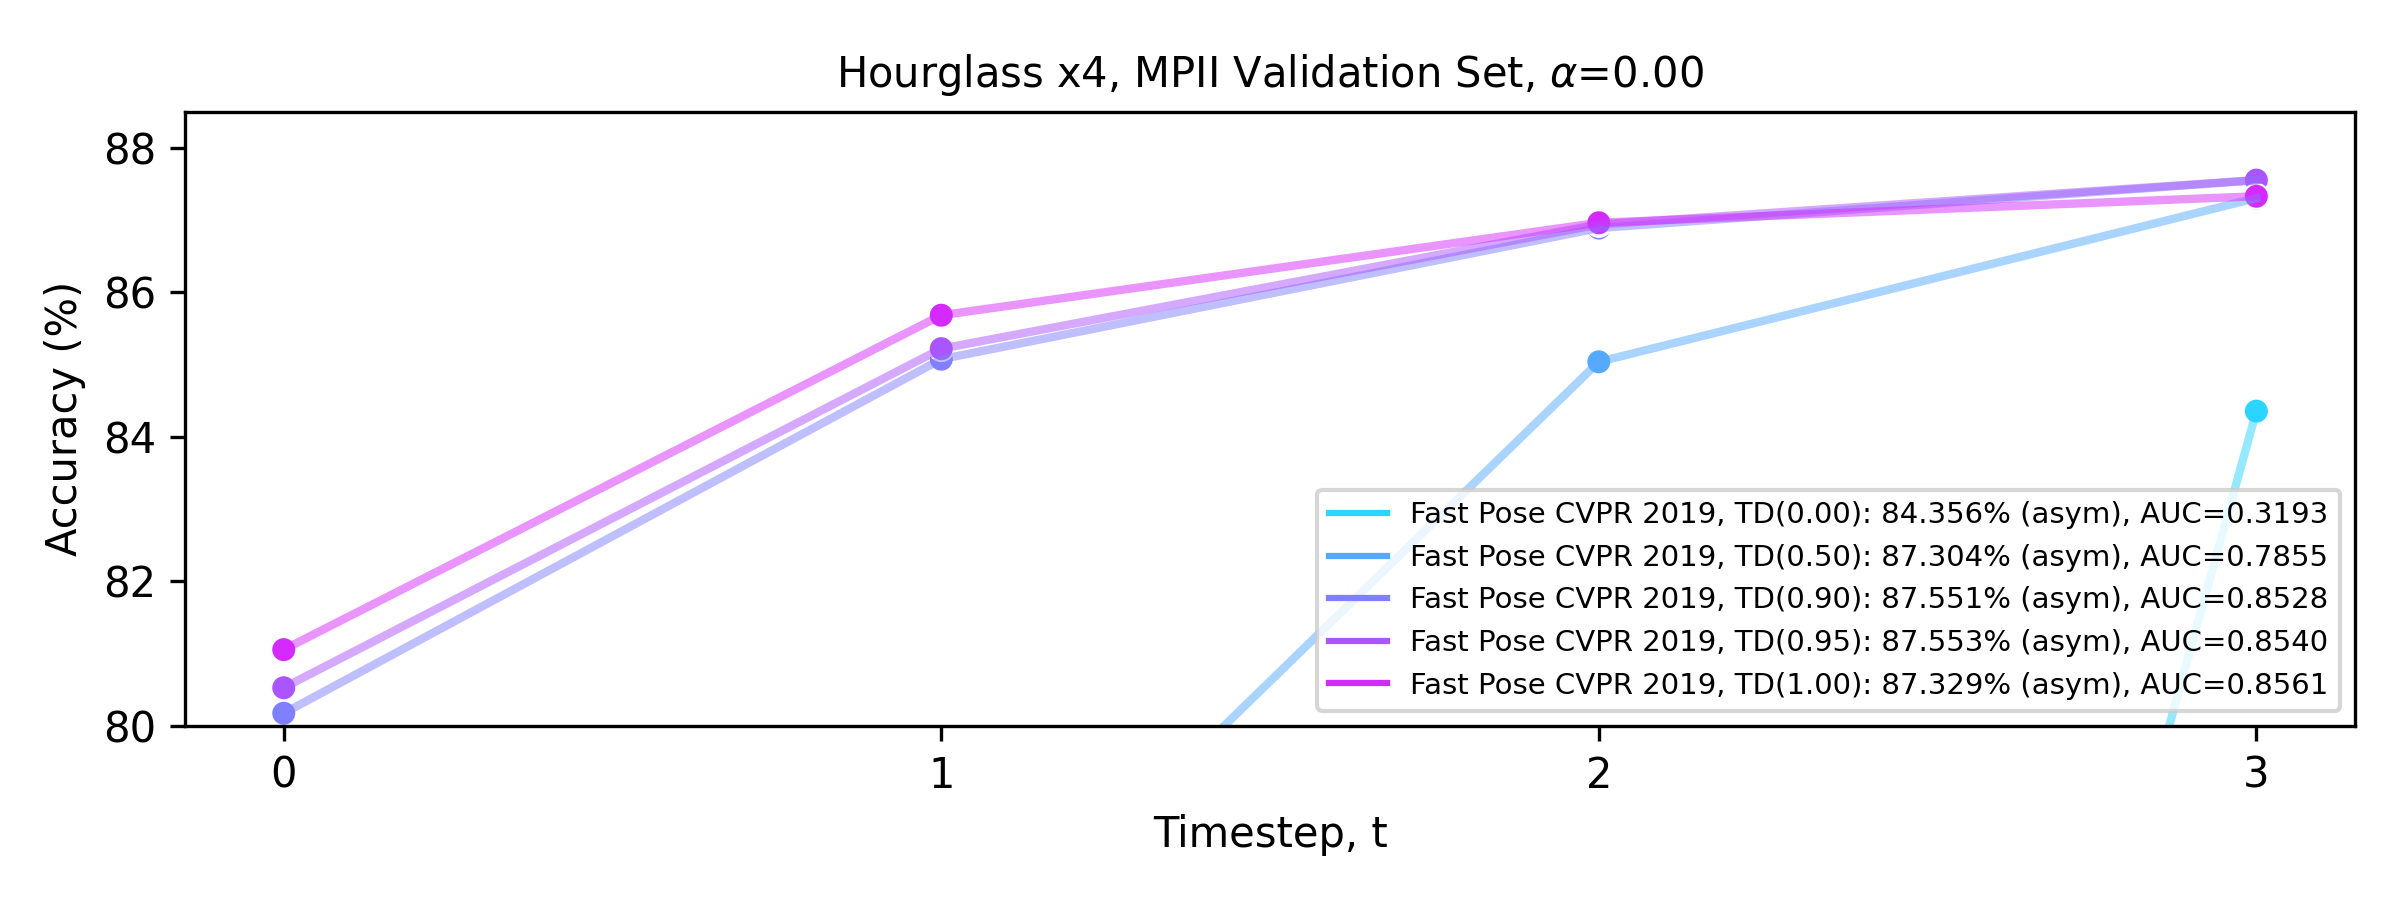 Hourglass x4, MPII Validation Set, α=0.00
Accuracy (%)
88
86
84
82
80
Fast Pose CVPR 2019, TD(0.00): 84.356% (asym), AUC=0.3193
Fast Pose CVPR 2019, TD(0.50): 87.304% (asym), AUC=0.7855
Fast Pose CVPR 2019, TD(0.90): 87.551% (asym), AUC=0.8528
Fast Pose CVPR 2019, TD(0.95): 87.553% (asym), AUC=0.8540
Fast Pose CVPR 2019, TD(1.00): 87.329% (asym), AUC=0.8561
0 1 2 3
Timestep, t